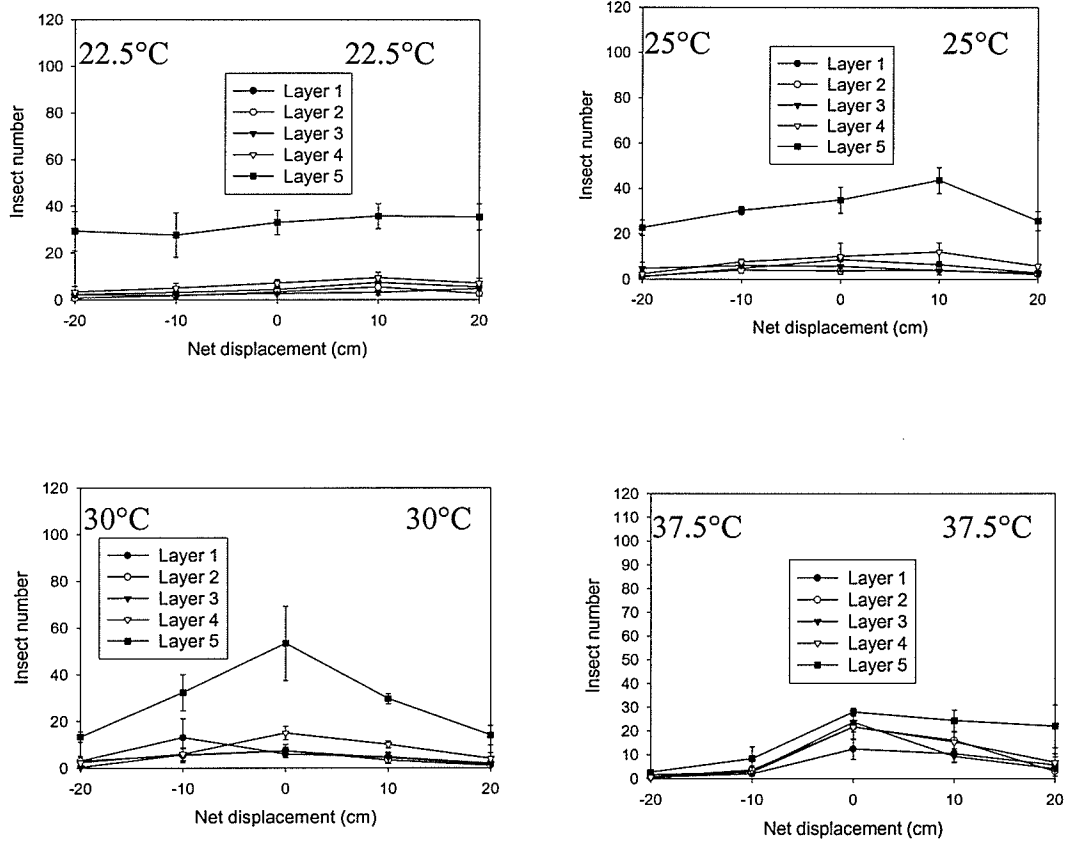 120
100
80
60
40
20
0
Insect number
22.5°C 22.5°C
Layer 1
Layer 2
Layer 3
Layer 4
Layer 5
-20 -10 0 10 20
Net displacement (cm)
120
100
80
60
40
20
0
Insect number
25°C 25°C
Layer 1
Layer 2
Layer 3
Layer 4
Layer 5
-20 -10 0 10 20
Net displacement (cm)
120
100
80
60
40
20
0
Insect number
30°C 30°C
Layer 1
Layer 2
Layer 3
Layer 4
Layer 5
-20 -10 0 10 20
Net displacement (cm)
120
110
100
90
80
70
60
50
40
30
20
10
0
Insect number
37.5°C 37.5°C
Layer 1
Layer 2
Layer 3
Layer 4
Layer 5
-20 -10 0 10 20
Net displacement (cm)